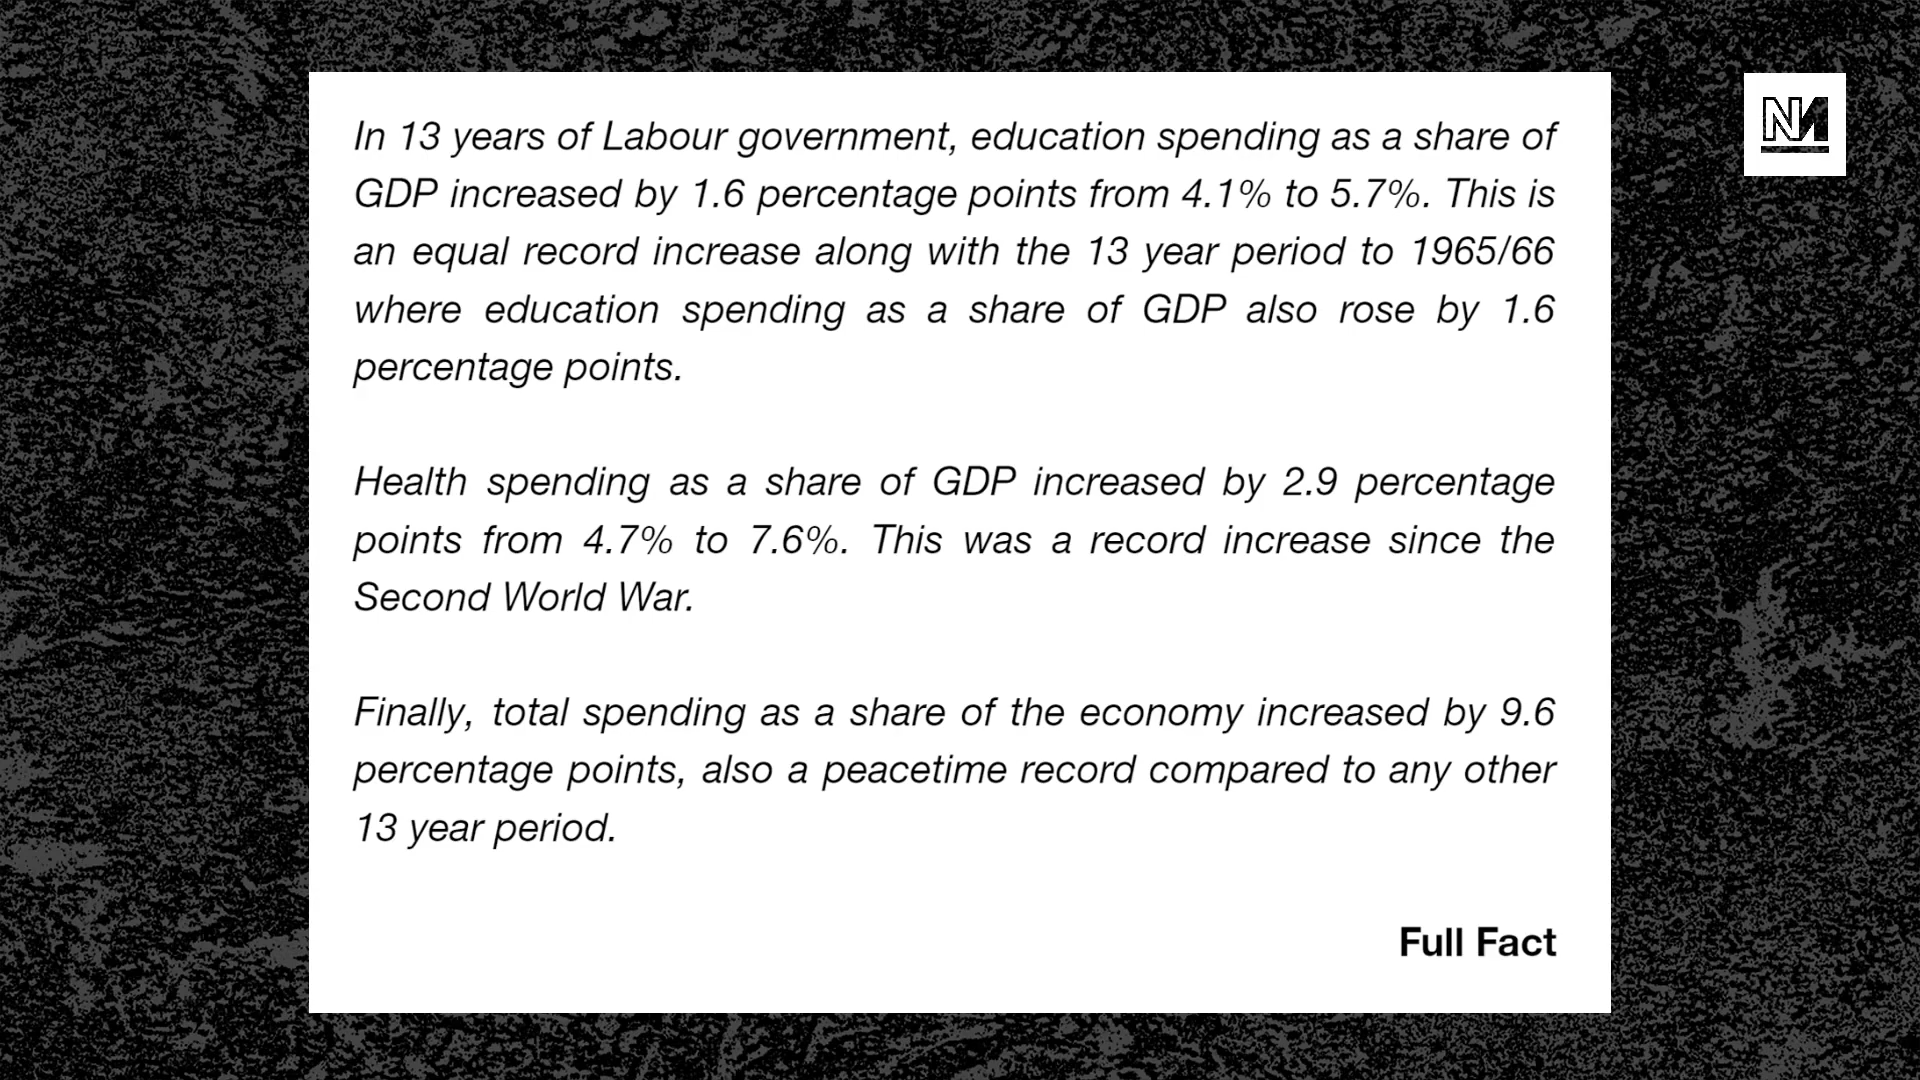 In 13 years of Labour government, education spending as a share of
GDP increased by 1.6 percentage points from 4.1% to 5.7%. This is
an equal record increase along with the 13 year period to 1965/66
where education spending as a share of GDP also rose by 1.6
percentage points.
Health spending as a share of GDP increased by 2.9 percentage
points from 4.7% to 7.6%. This was a record increase since the
Second World War.
Finally, total spending as a share of the economy increased by 9.6
percentage points, also a peacetime record compared to any other
13 year period.
Full Fact
NM